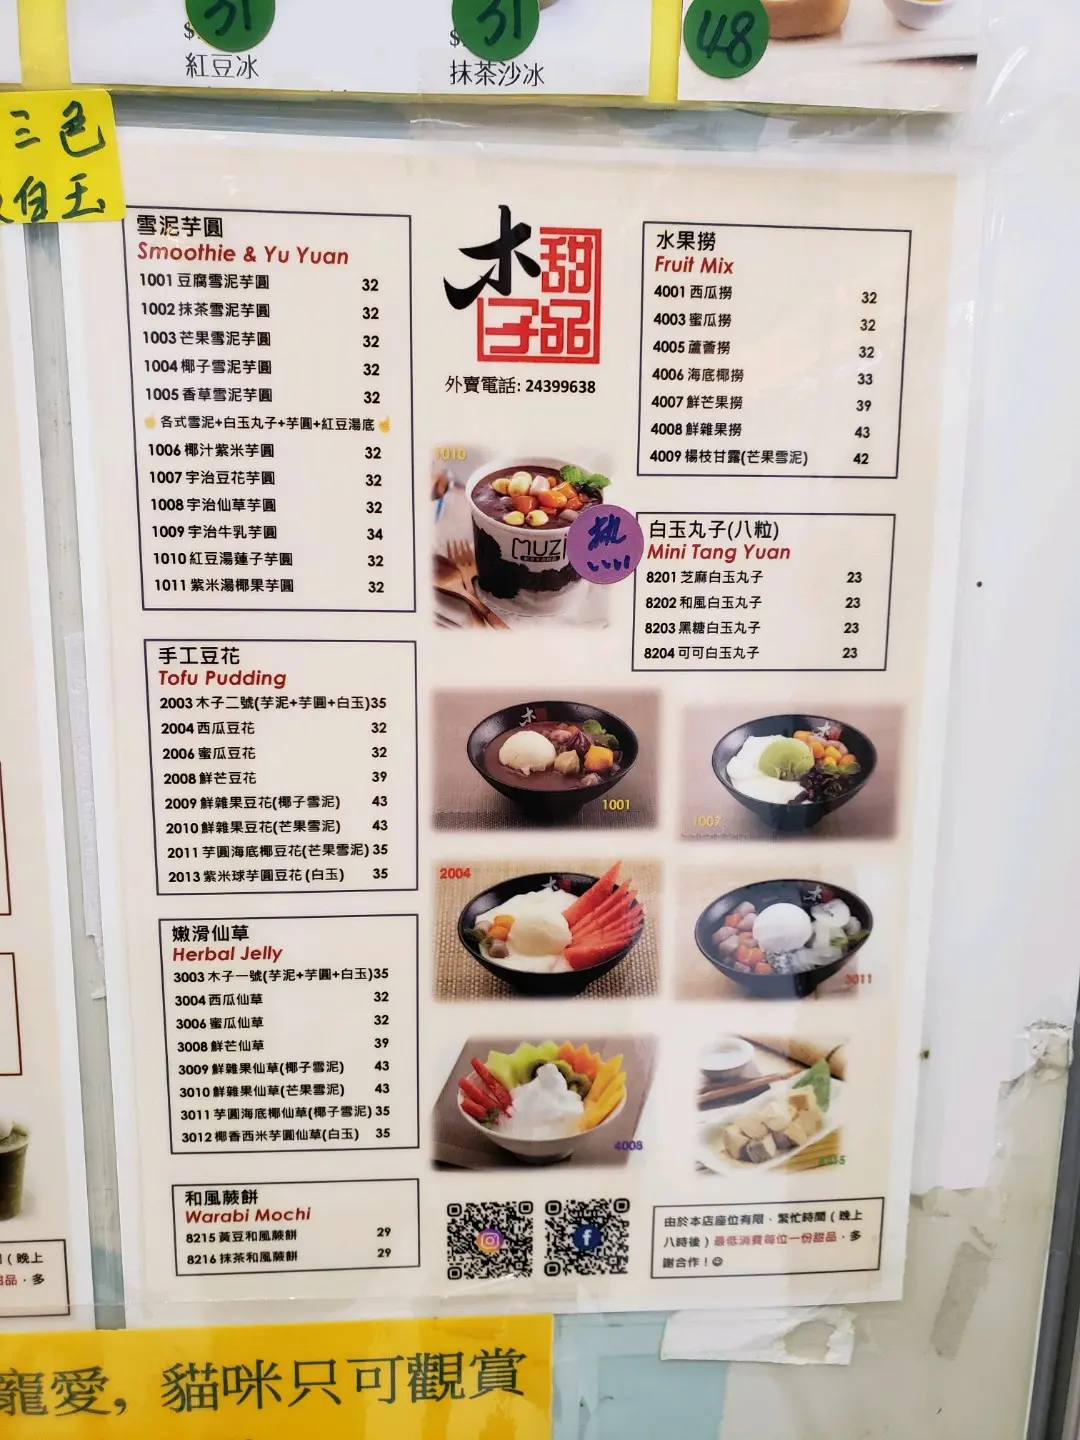 31
31
48
紅豆冰
抹茶沙冰
三色
白玉
雪泥芋圓
Smoothie & Yu Yuan
1001 豆腐雪泥芋圓 32
1002 抹茶雪泥芋圓 32
1003 芒果雪泥芋圓 32
1004 椰子雪泥芋圓 32
1005 香草雪泥芋圓 32
各式雪泥+白玉丸子+芋圓+紅豆湯底
1006 椰汁紫米芋圓 32
1007 宇治豆花芋圓 32
1008 宇治仙草芋圓 32
1009 宇治牛乳芋圓 34
1010 紅豆湯蓮子芋圓 32
1011 紫米湯椰果芋圓 32
手工豆花
Tofu Pudding
2003 木子二號(芋泥+芋圓+白玉)35
2004 西瓜豆花 32
2006 蜜瓜豆花 32
2008 鮮芒豆花 39
2009 鮮雜果豆花(椰子雪泥) 43
2010 鮮雜果豆花(芒果雪泥) 43
2011 芋圓海底椰豆花(芒果雪泥) 35
2013 紫米球芋圓豆花 (白玉) 35
嫩滑仙草
Herbal Jelly
3003 木子一號(芋泥+芋圓+白玉)35
3004 西瓜仙草 32
3006 蜜瓜仙草 32
3008 鮮芒仙草 39
3009 鮮雜果仙草(椰子雪泥) 43
3010 鮮雜果仙草(芒果雪泥) 43
3011 芋圓海底椰仙草(椰子雪泥) 35
3012 椰香西米芋圓仙草(白玉) 35
和風蕨餅
Warabi Mochi
8215 黃豆和風蕨餅 29
8216 抹茶和風蕨餅 29
木子甜品
外賣電話: 24399638
1010
MUZI
熱
水果撈
Fruit Mix
4001 西瓜撈 32
4003 蜜瓜撈 32
4005 蘆薈撈 32
4006 海底椰撈 33
4007 鮮芒果撈 39
4008 鮮雜果撈 43
4009 楊枝甘露(芒果雪泥) 42
白玉丸子(八粒)
Mini Tang Yuan
8201 芝麻白玉丸子 23
8202 和風白玉丸子 23
8203 黑糖白玉丸子 23
8204 可可白玉丸子 23
1001
1007
2004
3011
4008
8215
由於本店座位有限，繁忙時間 ( 晚上
八時後 ) 最低消費每位一份甜品，多
謝合作！
( 晚上
甜品，多
寵愛，貓咪只可觀賞